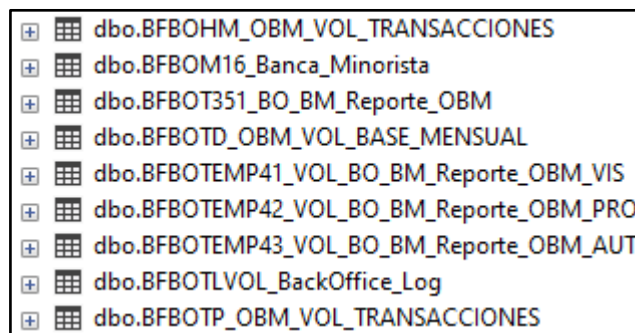 dbo.BFBOHM_OBM_VOL_TRANSACCIONES
dbo.BFBOM16_Banca_Minorista
dbo.BFBOT351_BO_BM_Reporte_OBM
dbo.BFBOTD_OBM_VOL_BASE_MENSUAL
dbo.BFBOTEMP41_VOL_BO_BM_Reporte_OBM_VIS
dbo.BFBOTEMP42_VOL_BO_BM_Reporte_OBM_PRO
dbo.BFBOTEMP43_VOL_BO_BM_Reporte_OBM_AUT
dbo.BFBOTLVOL_BackOffice_Log
dbo.BFBOTP_OBM_VOL_TRANSACCIONES